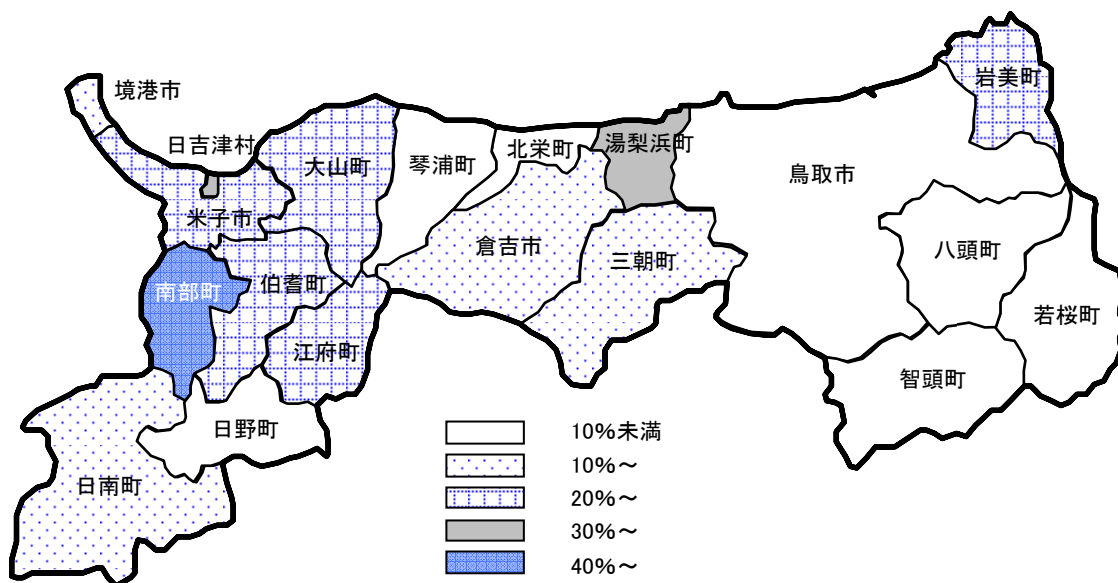 境港市
日吉津村
米子市
大山町
琴浦町
北栄町
湯梨浜町
鳥取市
岩美町
南部町
伯耆町
江府町
倉吉市
三朝町
八頭町
若桜町
智頭町
日野町
日南町
10%未満
10%～
20%～
30%～
40%～